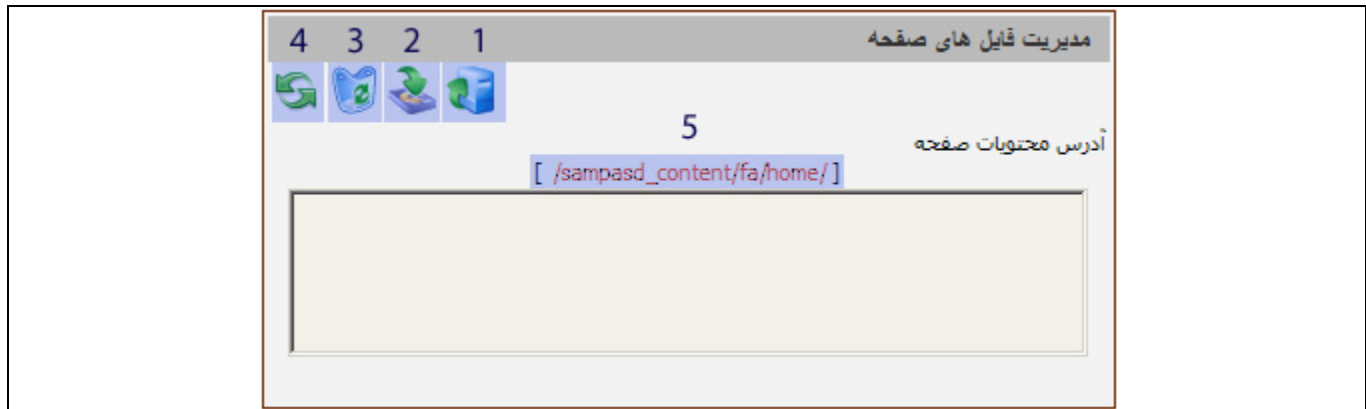 مدیریت فایل های صفحه
4 3 2 1
5
آدرس محتویات صفحه
[ /sampasd_content/fa/home/ ]